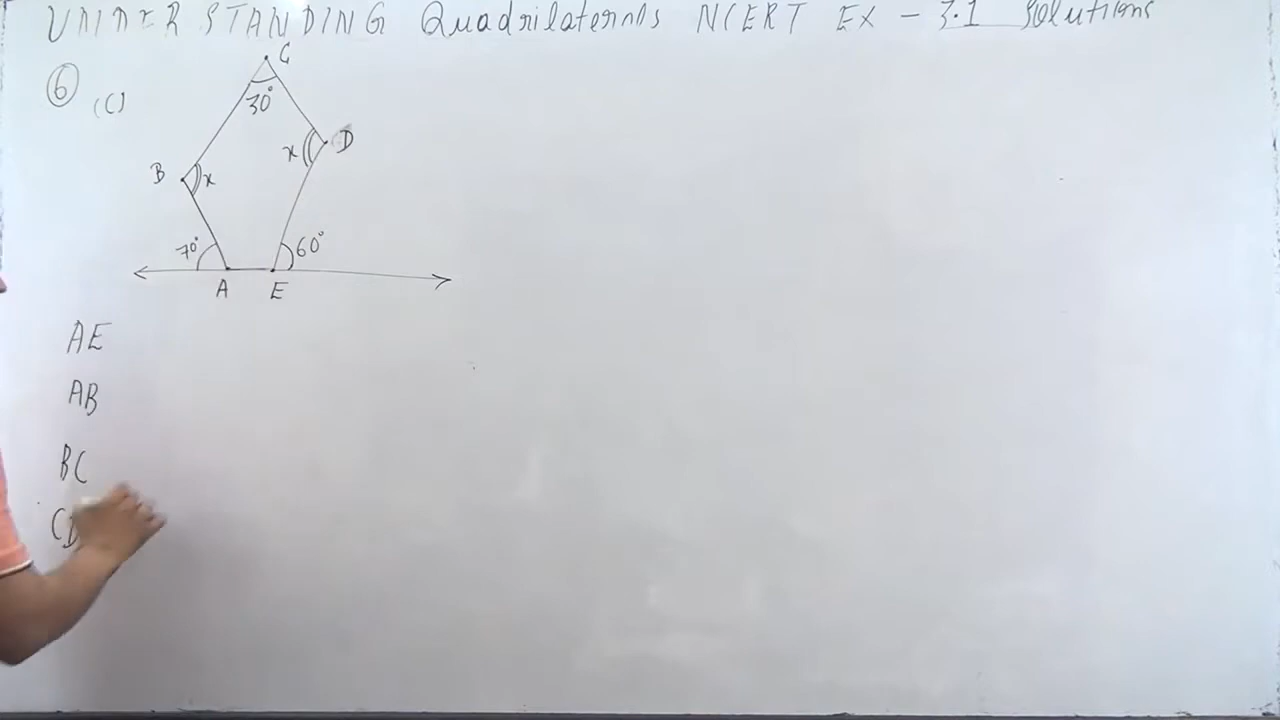 UNDERSTANDING Quadrilaterals NCERT EX - 3.1 Solutions
6 (C)
C
30°
x D
B x
70° 60°
A E
AE
AB
BC
CD